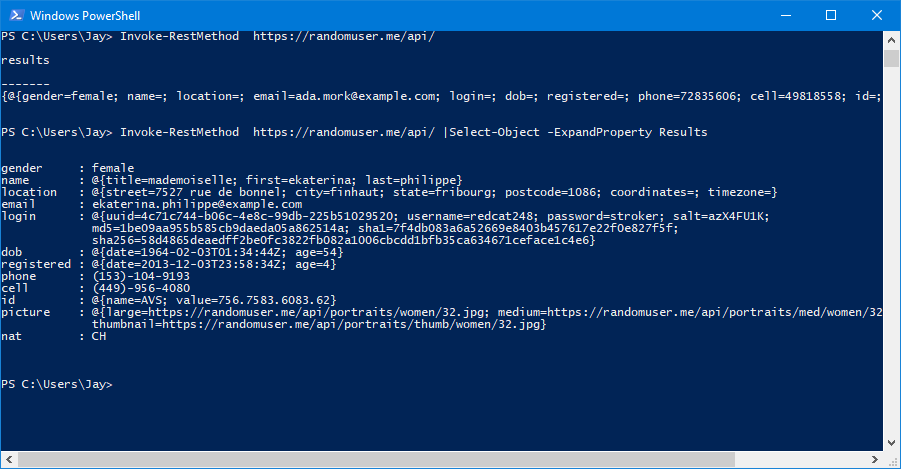 Windows PowerShell
PS C:\Users\Jay> Invoke-RestMethod  https://randomuser.me/api/
results
-------
{@{gender=female; name=; location=; email=ada.mork@example.com; login=; dob=; registered=; phone=72835606; cell=49818558; id=;
PS C:\Users\Jay> Invoke-RestMethod  https://randomuser.me/api/ |Select-Object -ExpandProperty Results
gender     : female
name       : @{title=mademoiselle; first=ekaterina; last=philippe}
location   : @{street=7527 rue de bonnel; city=finhaut; state=fribourg; postcode=1086; coordinates=; timezone=}
email      : ekaterina.philippe@example.com
login      : @{uuid=4c71c744-b06c-4e8c-99db-225b51029520; username=redcat248; password=stroker; salt=azX4FU1K;
             md5=1be09aa955b585cb9daeda05a862514a; sha1=7f4db083a6a52669e8403b457617e22f0e827f5f;
             sha256=58d4865deaedff2be0fc3822fb082a1006cbcdd1bfb35ca634671ceface1c4e6}
dob        : @{date=1964-02-03T01:34:44Z; age=54}
registered : @{date=2013-12-03T23:58:34Z; age=4}
phone      : (153)-104-9193
cell       : (449)-956-4080
id         : @{name=AVS; value=756.7583.6083.62}
picture    : @{large=https://randomuser.me/api/portraits/women/32.jpg; medium=https://randomuser.me/api/portraits/med/women/32
             thumbnail=https://randomuser.me/api/portraits/thumb/women/32.jpg}
nat        : CH
PS C:\Users\Jay>